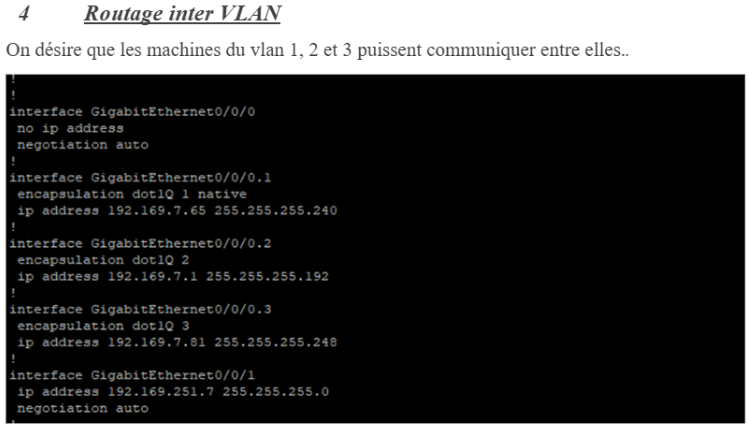 4 Routage inter VLAN
On désire que les machines du vlan 1, 2 et 3 puissent communiquer entre elles..
!
!
interface GigabitEthernet0/0/0
no ip address
negotiation auto
!
interface GigabitEthernet0/0/0.1
encapsulation dot1Q 1 native
ip address 192.169.7.65 255.255.255.240
!
interface GigabitEthernet0/0/0.2
encapsulation dot1Q 2
ip address 192.169.7.1 255.255.255.192
!
interface GigabitEthernet0/0/0.3
encapsulation dot1Q 3
ip address 192.169.7.81 255.255.255.248
!
interface GigabitEthernet0/0/1
ip address 192.169.251.7 255.255.255.0
negotiation auto